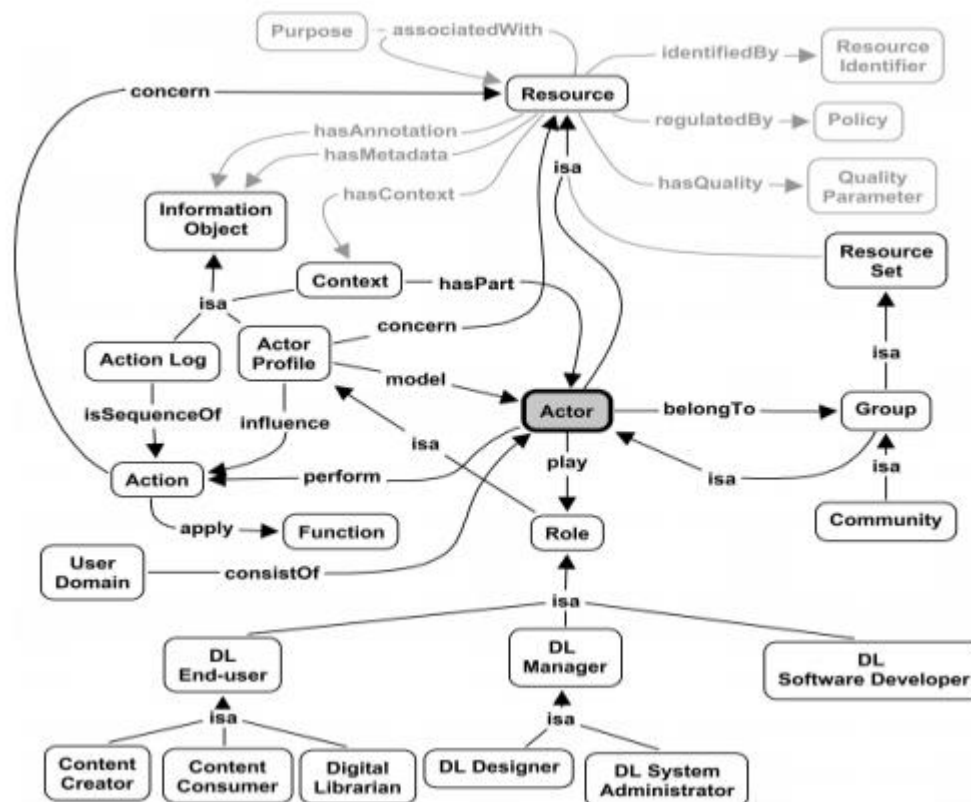 Purpose
associatedWith
identifiedBy
Resource
Identifier
concern
Resource
hasAnnotation
regulatedBy
Policy
hasMetadata
isa
hasContext
hasQuality
Quality
Parameter
Information
Object
Resource
Set
Context
hasPart
isa
concern
Action Log
Actor
Profile
isa
model
isSequenceOf
influence
Actor
belongTo
Group
isa
play
isa
isa
Action
perform
apply
Function
Role
Community
User
Domain
consistOf
isa
DL
End-user
DL
Manager
DL
Software Developer
isa
isa
Content
Creator
Content
Consumer
Digital
Librarian
DL Designer
DL System
Administrator